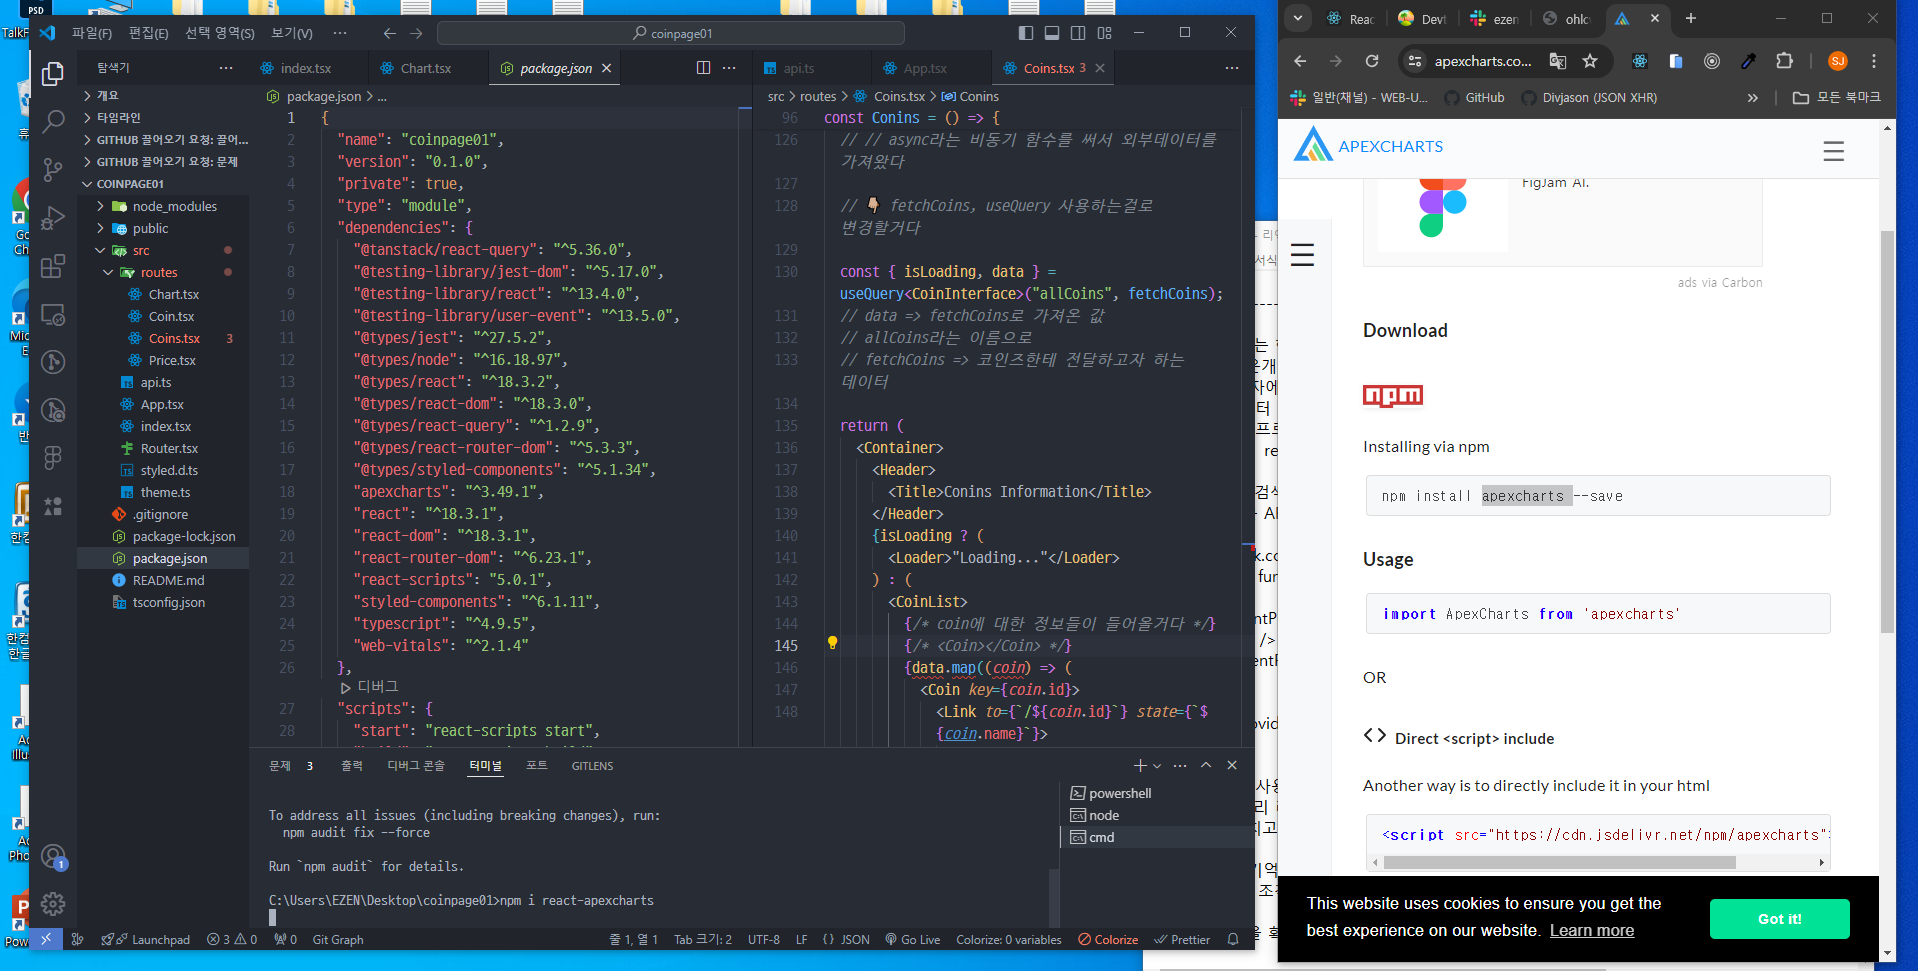 파일(F) 편집(E) 선택 영역(S) 보기(V) ··· coinpage01
탐색기 ···
개요
타임라인
GITHUB 끌어오기 요청: 끌어...
GITHUB 끌어오기 요청: 문제
COINPAGE01
node_modules
public
src
routes
Chart.tsx
Coin.tsx
Coins.tsx 3
Price.tsx
api.ts
App.tsx
index.tsx
Router.tsx
styled.d.ts
theme.ts
.gitignore
package-lock.json
package.json
README.md
tsconfig.json
index.tsx Chart.tsx package.json
package.json > ...
1 {
2 "name": "coinpage01",
3 "version": "0.1.0",
4 "private": true,
5 "type": "module",
6 "dependencies": {
7 "@tanstack/react-query": "^5.36.0",
8 "@testing-library/jest-dom": "^5.17.0",
9 "@testing-library/react": "^13.4.0",
10 "@testing-library/user-event": "^13.5.0",
11 "@types/jest": "^27.5.2",
12 "@types/node": "^16.18.97",
13 "@types/react": "^18.3.2",
14 "@types/react-dom": "^18.3.0",
15 "@types/react-query": "^1.2.9",
16 "@types/react-router-dom": "^5.3.3",
17 "@types/styled-components": "^5.1.34",
18 "apexcharts": "^3.49.1",
19 "react": "^18.3.1",
20 "react-dom": "^18.3.1",
21 "react-router-dom": "^6.23.1",
22 "react-scripts": "5.0.1",
23 "styled-components": "^6.1.11",
24 "typescript": "^4.9.5",
25 "web-vitals": "^2.1.4"
26 },
디버그
27 "scripts": {
28 "start": "react-scripts start",
api.ts App.tsx Coins.tsx 3
src > routes > Coins.tsx > Conins
96 const Conins = () => {
126 // // async라는 비동기 함수를 써서 외부데이터를
가져왔다
127
128 // 👇🏽 fetchCoins, useQuery 사용하는걸로
변경할거다
129
130 const { isLoading, data } =
useQuery<CoinInterface>("allCoins", fetchCoins);
131 // data => fetchCoins로 가져온 값
132 // allCoins라는 이름으로
133 // fetchCoins => 코인즈한테 전달하고자 하는
데이터
134
135 return (
136 <Container>
137 <Header>
138 <Title>Conins Information</Title>
139 </Header>
140 {isLoading ? (
141 <Loader>"Loading..."</Loader>
142 ) : (
143 <CoinList>
144 {/* coin에 대한 정보들이 들어올거다 */}
145 {/* <Coin></Coin> */}
146 {data.map((coin) => (
147 <Coin key={coin.id}>
148 <Link to={`/${coin.id}`} state={`$
{coin.name}`}>
문제 3 출력 디버그 콘솔 터미널 포트 GITLENS
To address all issues (including breaking changes), run:
npm audit fix --force
Run `npm audit` for details.
C:\Users\EZEN\Desktop\coinpage01>npm i react-apexcharts
powershell
node
cmd
Launchpad 3 0 0 Git Graph 줄 1, 열 1 Tab 크기: 2 UTF-8 LF {} JSON Go Live Colorize: 0 variables Colorize Prettier
ezen
apexcharts.co... SJ
일반(채널) - WEB-U... GitHub Divjason (JSON XHR) » 모든 북마크
APEXCHARTS
FigJam AI.
ads via Carbon
Download
npm
Installing via npm
npm install apexcharts --save
Usage
import ApexCharts from 'apexcharts'
OR
<> Direct <script> include
Another way is to directly include it in your html
<script src="https://cdn.jsdelivr.net/npm/apexcharts"
This website uses cookies to ensure you get the
best experience on our website. Learn more
Got it!
PSD